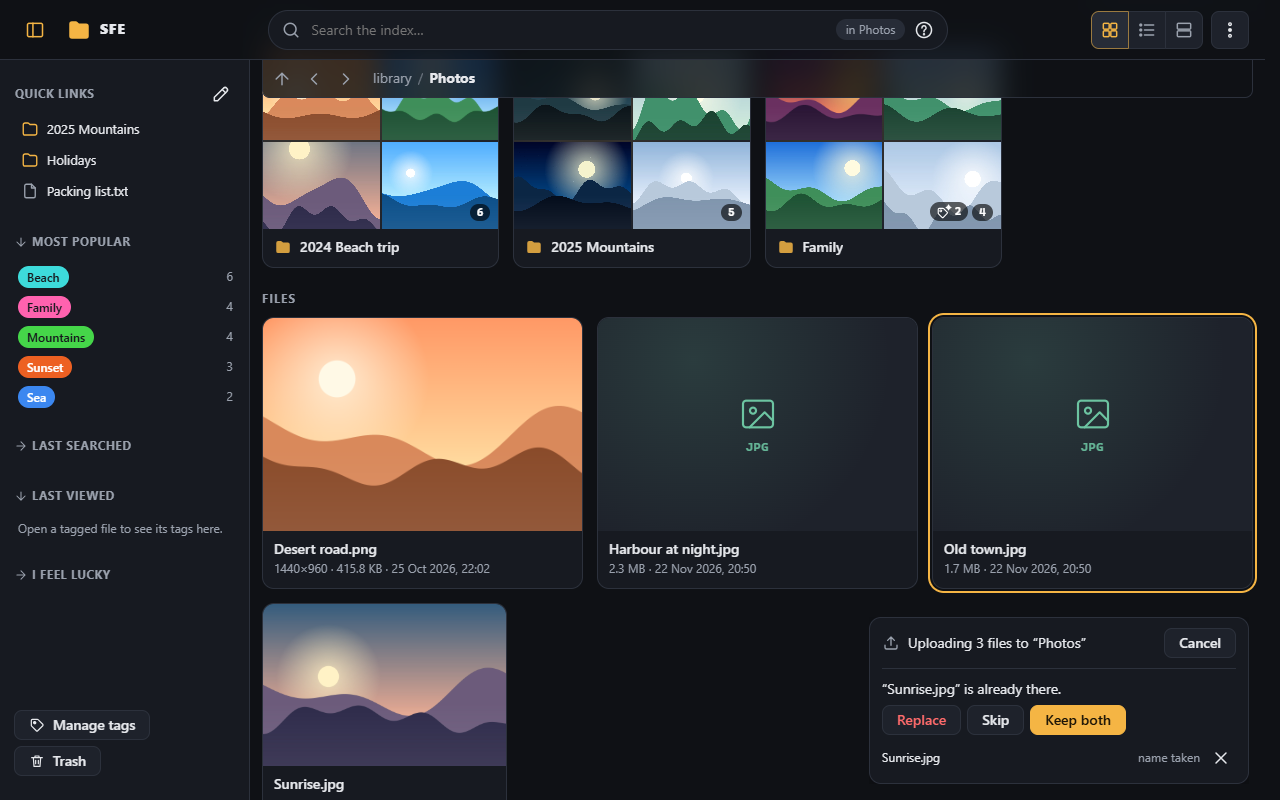 SFE
Search the index...
in Photos
library / Photos
QUICK LINKS
2025 Mountains
Holidays
Packing list.txt
MOST POPULAR
Beach 6
Family 4
Mountains 4
Sunset 3
Sea 2
LAST SEARCHED
LAST VIEWED
Open a tagged file to see its tags here.
I FEEL LUCKY
Manage tags
Trash
6
2024 Beach trip
5
2025 Mountains
2 4
Family
FILES
Desert road.png
1440×960 · 415.8 KB · 25 Oct 2026, 22:02
JPG
Harbour at night.jpg
2.3 MB · 22 Nov 2026, 20:50
JPG
Old town.jpg
1.7 MB · 22 Nov 2026, 20:50
Sunrise.jpg
Uploading 3 files to “Photos”
Cancel
“Sunrise.jpg” is already there.
Replace Skip Keep both
Sunrise.jpg name taken